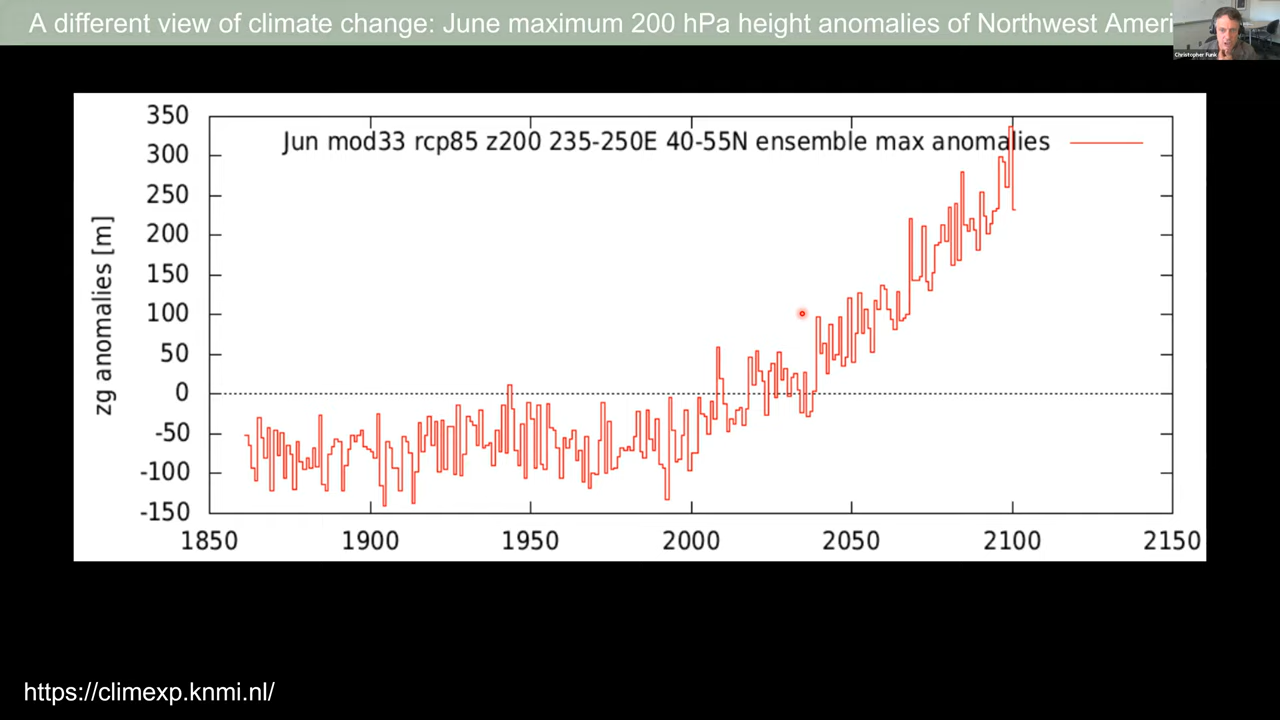 A different view of climate change: June maximum 200 hPa height anomalies of Northwest Ameri
Christopher Funk
350
Jun mod33 rcp85 z200 235-250E 40-55N ensemble max anomalies
300
250
200
150
100
50
0
-50
-100
-150
zg anomalies [m]
1850 1900 1950 2000 2050 2100 2150
https://climexp.knmi.nl/